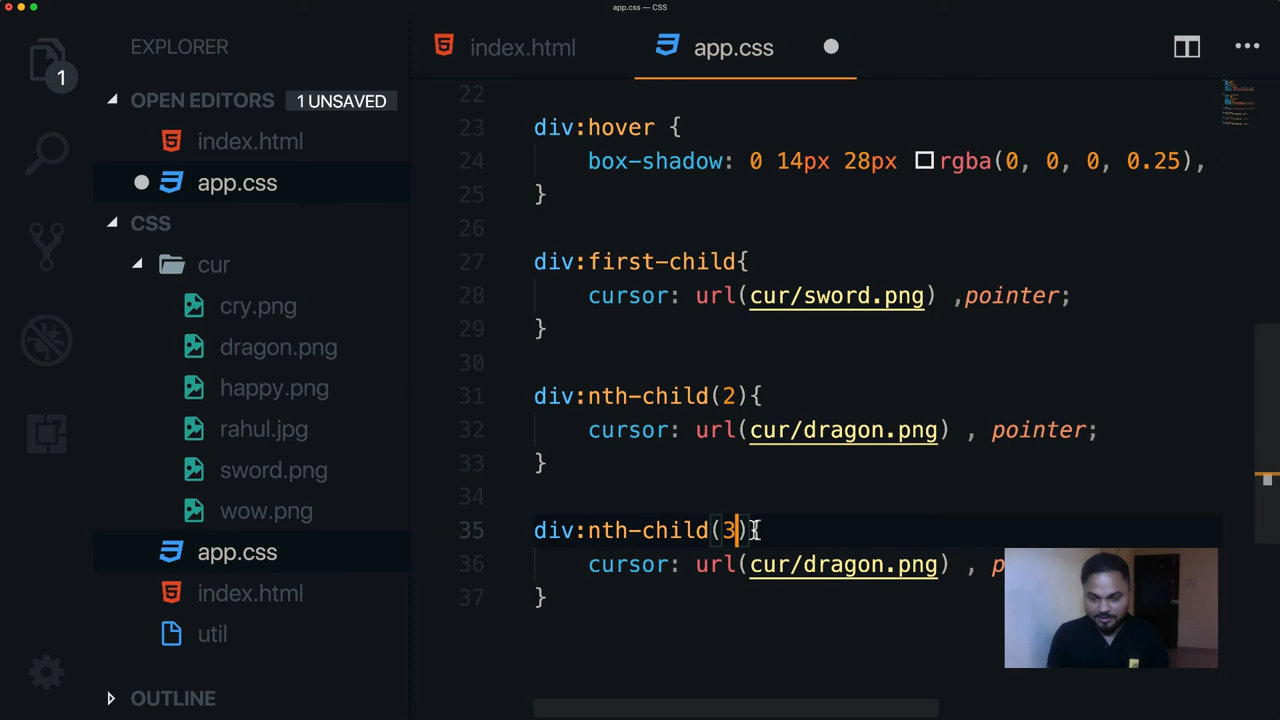 app.css — CSS
EXPLORER
OPEN EDITORS 1 UNSAVED
index.html
app.css
CSS
cur
cry.png
dragon.png
happy.png
rahul.jpg
sword.png
wow.png
app.css
index.html
util
OUTLINE
1
index.html
app.css
22
23 div:hover {
24 box-shadow: 0 14px 28px rgba(0, 0, 0, 0.25),
25 }
26
27 div:first-child{
28 cursor: url(cur/sword.png) ,pointer;
29 }
30
31 div:nth-child(2){
32 cursor: url(cur/dragon.png) , pointer;
33 }
34
35 div:nth-child(3){
36 cursor: url(cur/dragon.png) , p
37 }